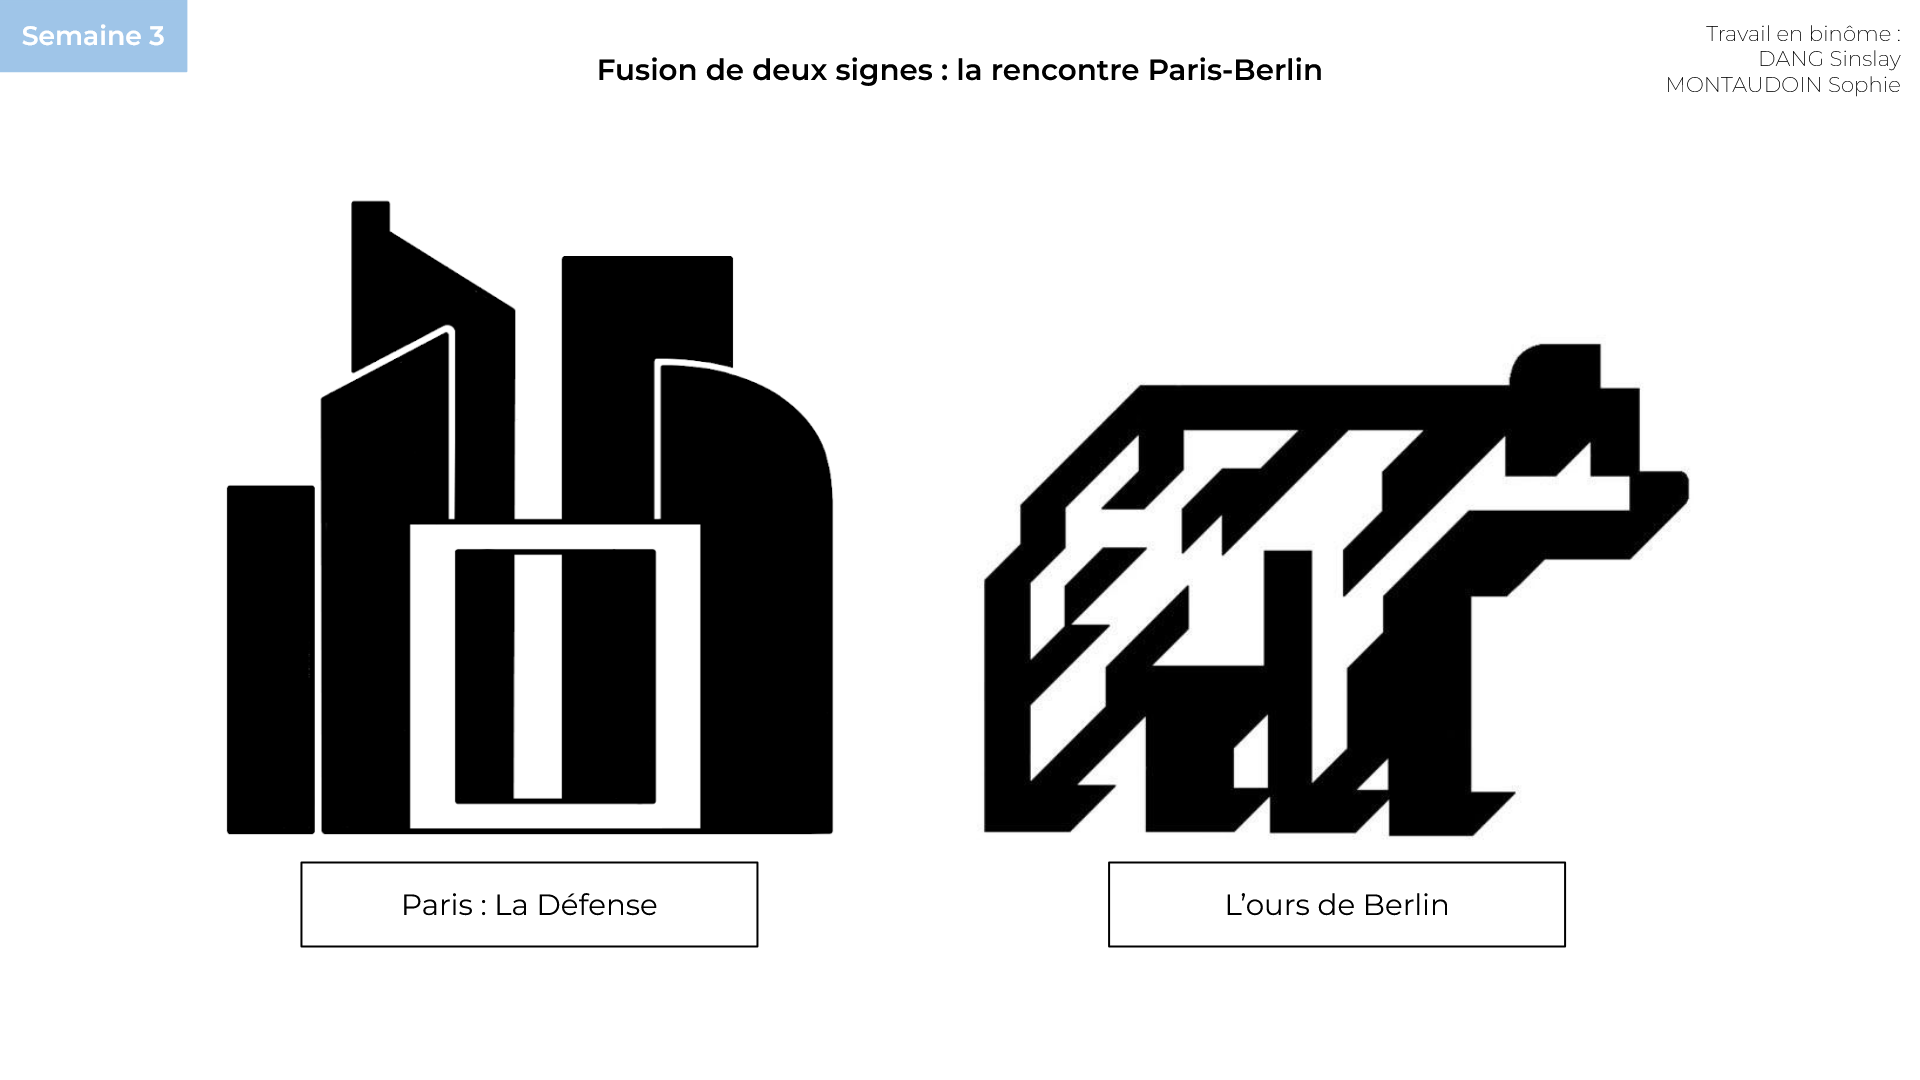 Semaine 3
Fusion de deux signes : la rencontre Paris-Berlin
Travail en binôme :
DANG Sinslay
MONTAUDOIN Sophie
Paris : La Défense
L’ours de Berlin